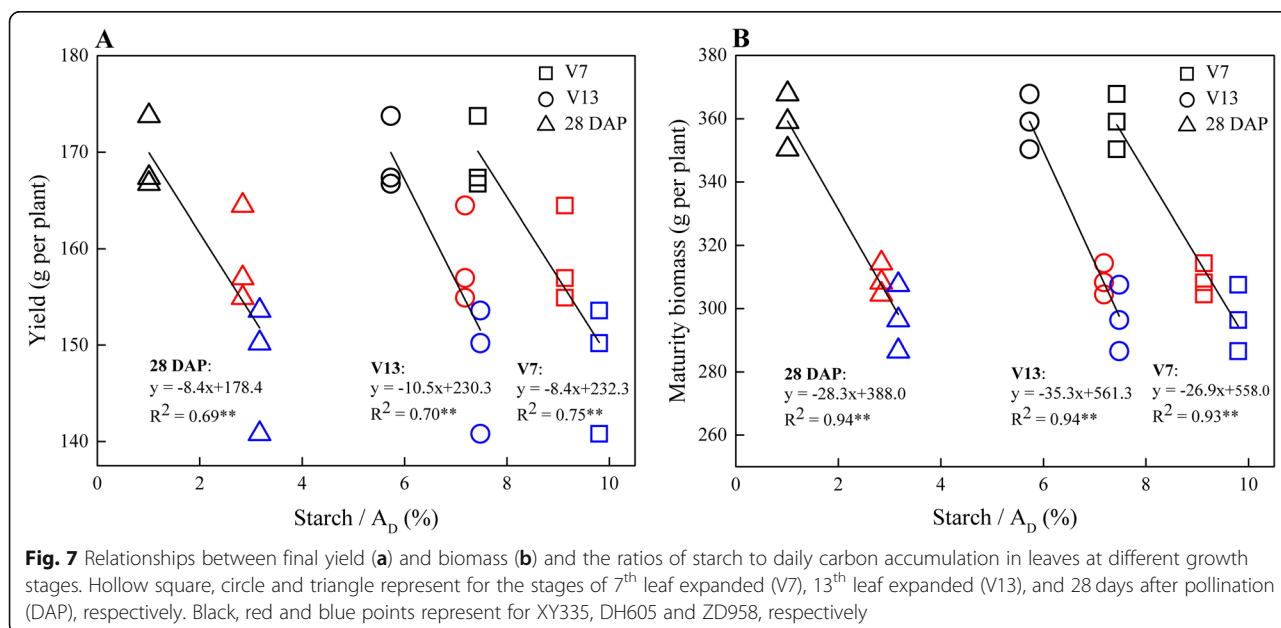 A
180
170
160
150
140
0
2
4
6
8
10
Yield (g per plant)
Starch / A_D (%)
V7
V13
28 DAP
28 DAP:
y = -8.4x+178.4
R² = 0.69**
V13:
y = -10.5x+230.3
R² = 0.70**
V7:
y = -8.4x+232.3
R² = 0.75**
B
380
360
340
320
300
280
260
0
2
4
6
8
10
Maturity biomass (g per plant)
Starch / A_D (%)
V7
V13
28 DAP
28 DAP:
y = -28.3x+388.0
R² = 0.94**
V13:
y = -35.3x+561.3
R² = 0.94**
V7:
y = -26.9x+558.0
R² = 0.93**
Fig. 7 Relationships between final yield (a) and biomass (b) and the ratios of starch to daily carbon accumulation in leaves at different growth
stages. Hollow square, circle and triangle represent for the stages of 7th leaf expanded (V7), 13th leaf expanded (V13), and 28 days after pollination
(DAP), respectively. Black, red and blue points represent for XY335, DH605 and ZD958, respectively